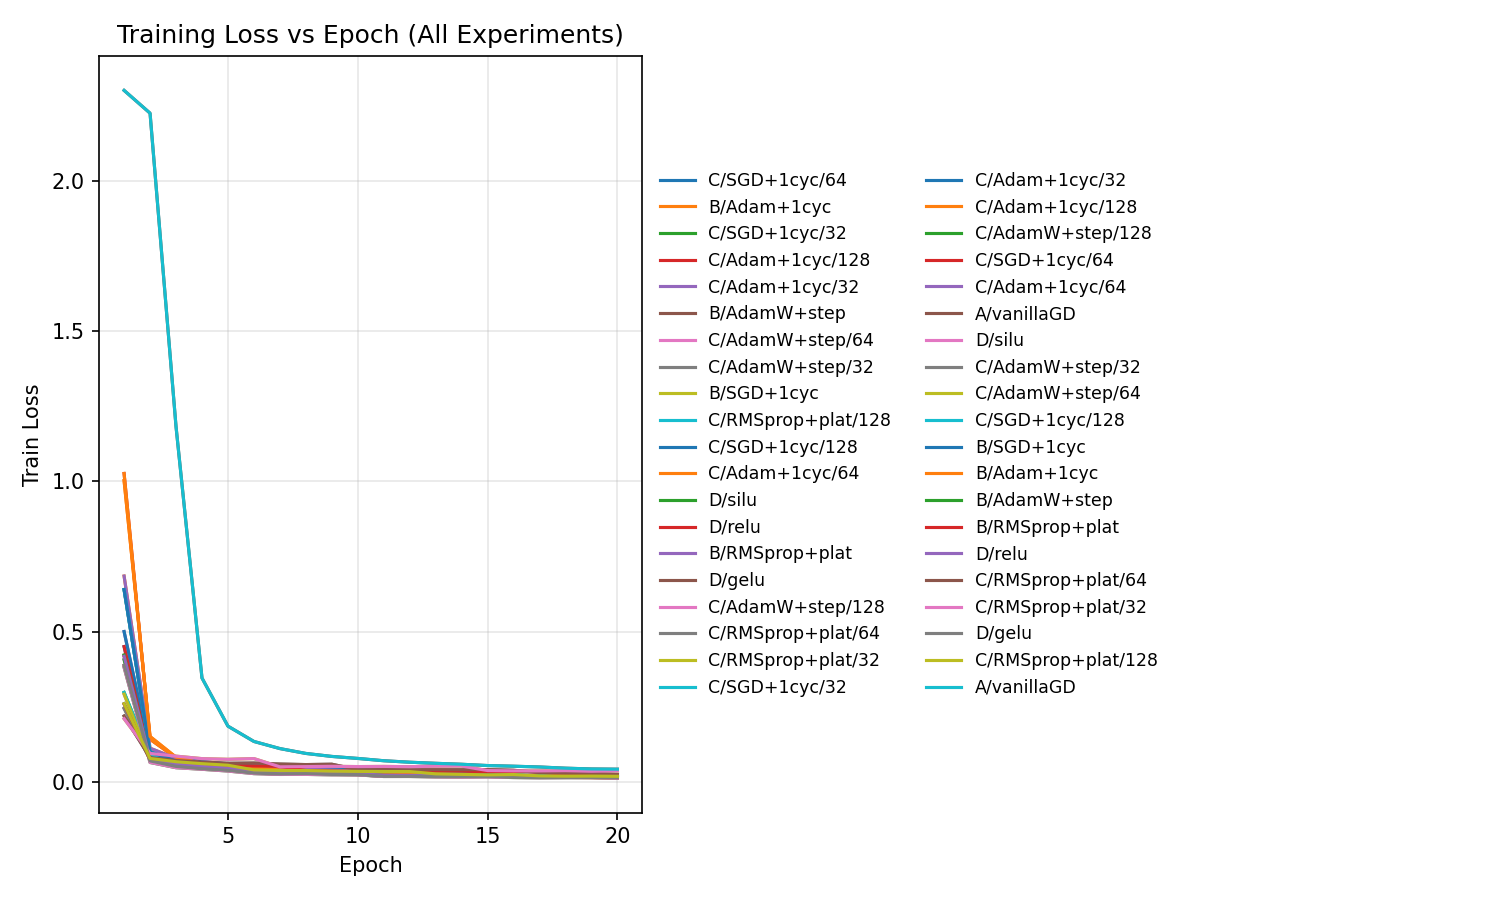 Training Loss vs Epoch (All Experiments)
Train Loss
2.0
1.5
1.0
0.5
0.0
5
10
15
20
Epoch
C/SGD+1cyc/64
B/Adam+1cyc
C/SGD+1cyc/32
C/Adam+1cyc/128
C/Adam+1cyc/32
B/AdamW+step
C/AdamW+step/64
C/AdamW+step/32
B/SGD+1cyc
C/RMSprop+plat/128
C/SGD+1cyc/128
C/Adam+1cyc/64
D/silu
D/relu
B/RMSprop+plat
D/gelu
C/AdamW+step/128
C/RMSprop+plat/64
C/RMSprop+plat/32
C/SGD+1cyc/32
C/Adam+1cyc/32
C/Adam+1cyc/128
C/AdamW+step/128
C/SGD+1cyc/64
C/Adam+1cyc/64
A/vanillaGD
D/silu
C/AdamW+step/32
C/AdamW+step/64
C/SGD+1cyc/128
B/SGD+1cyc
B/Adam+1cyc
B/AdamW+step
B/RMSprop+plat
D/relu
C/RMSprop+plat/64
C/RMSprop+plat/32
D/gelu
C/RMSprop+plat/128
A/vanillaGD